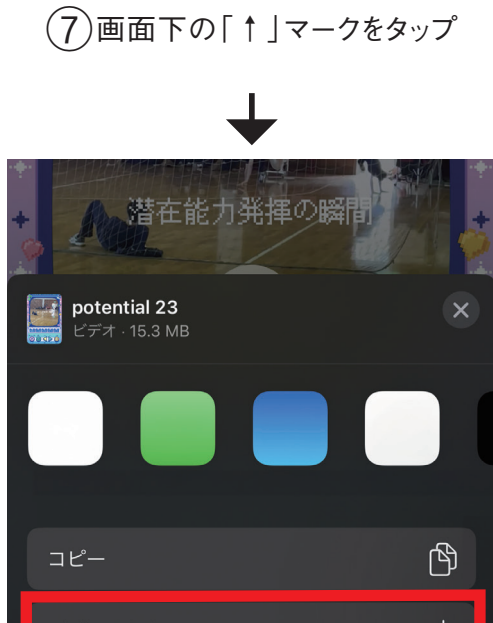 ⑦画面下の「↑」マークをタップ
潜在能力発揮の瞬間
potential 23
ビデオ · 15.3 MB
コピー